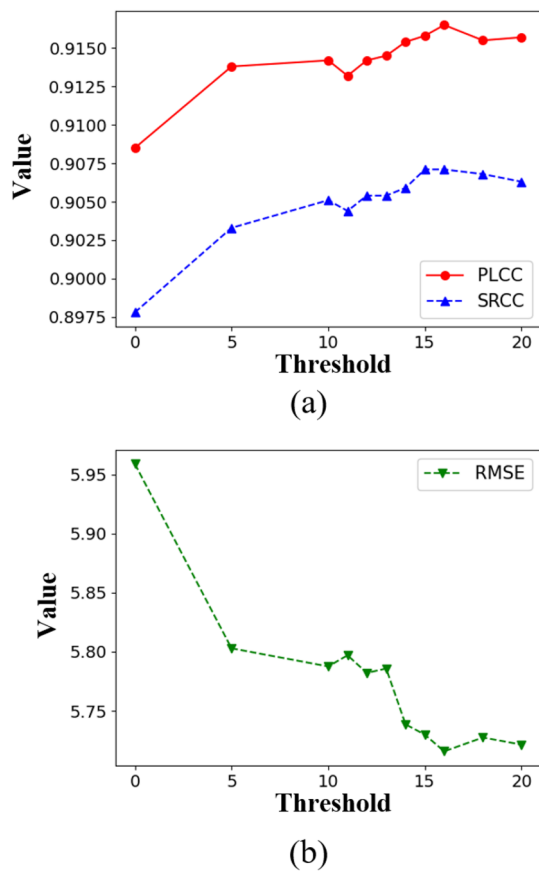 0.9150
0.9125
0.9100
0.9075
0.9050
0.9025
0.9000
0.8975
Value
PLCC
SRCC
0 5 10 15 20
Threshold
(a)
5.95
5.90
5.85
5.80
5.75
Value
RMSE
0 5 10 15 20
Threshold
(b)